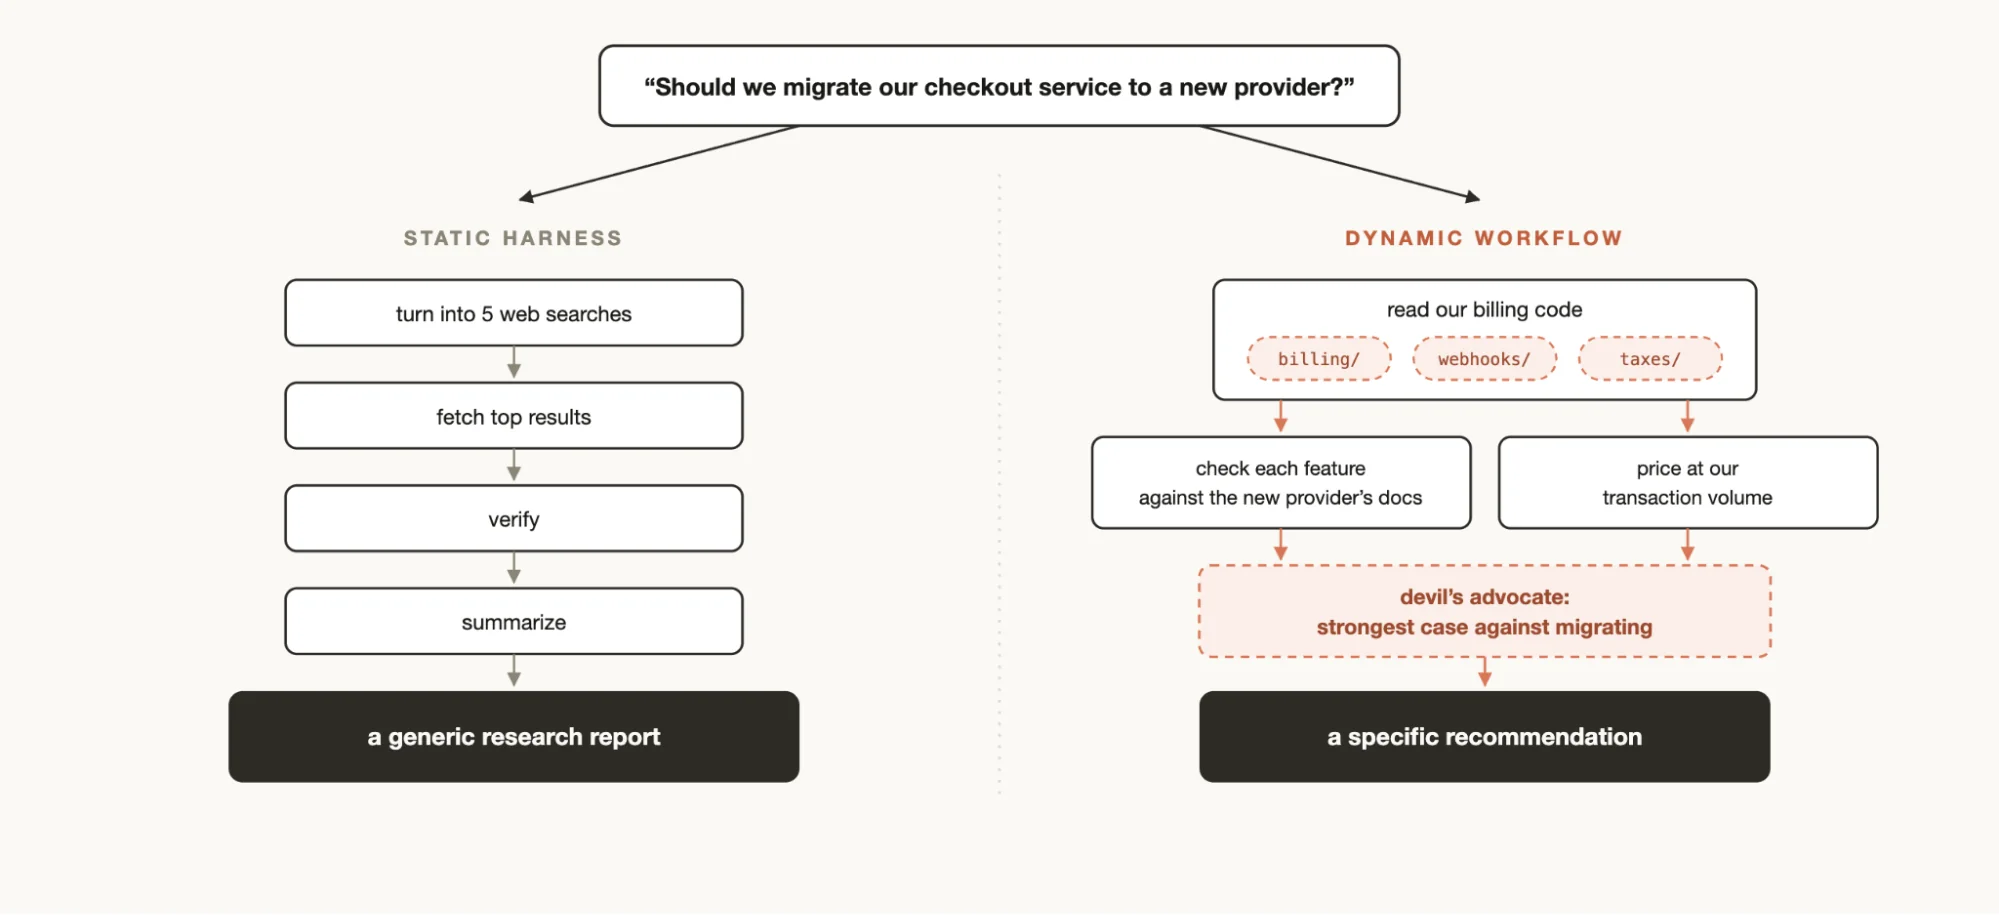 “Should we migrate our checkout service to a new provider?”
STATIC HARNESS
turn into 5 web searches
fetch top results
verify
summarize
a generic research report
DYNAMIC WORKFLOW
read our billing code
billing/
webhooks/
taxes/
check each feature
against the new provider’s docs
price at our
transaction volume
devil’s advocate:
strongest case against migrating
a specific recommendation